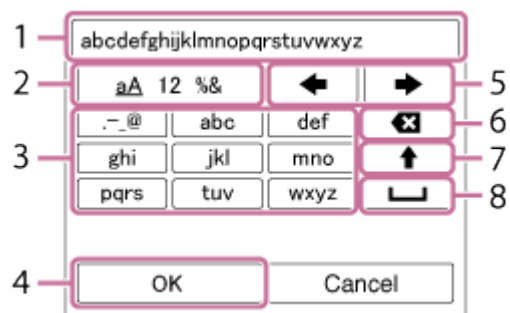 1 abcdefghijklmnopqrstuvwxyz
2 aA 12 %& 5
.-_@ abc def 6
3 ghi jkl mno 7
pqrs tuv wxyz 8
4 OK Cancel